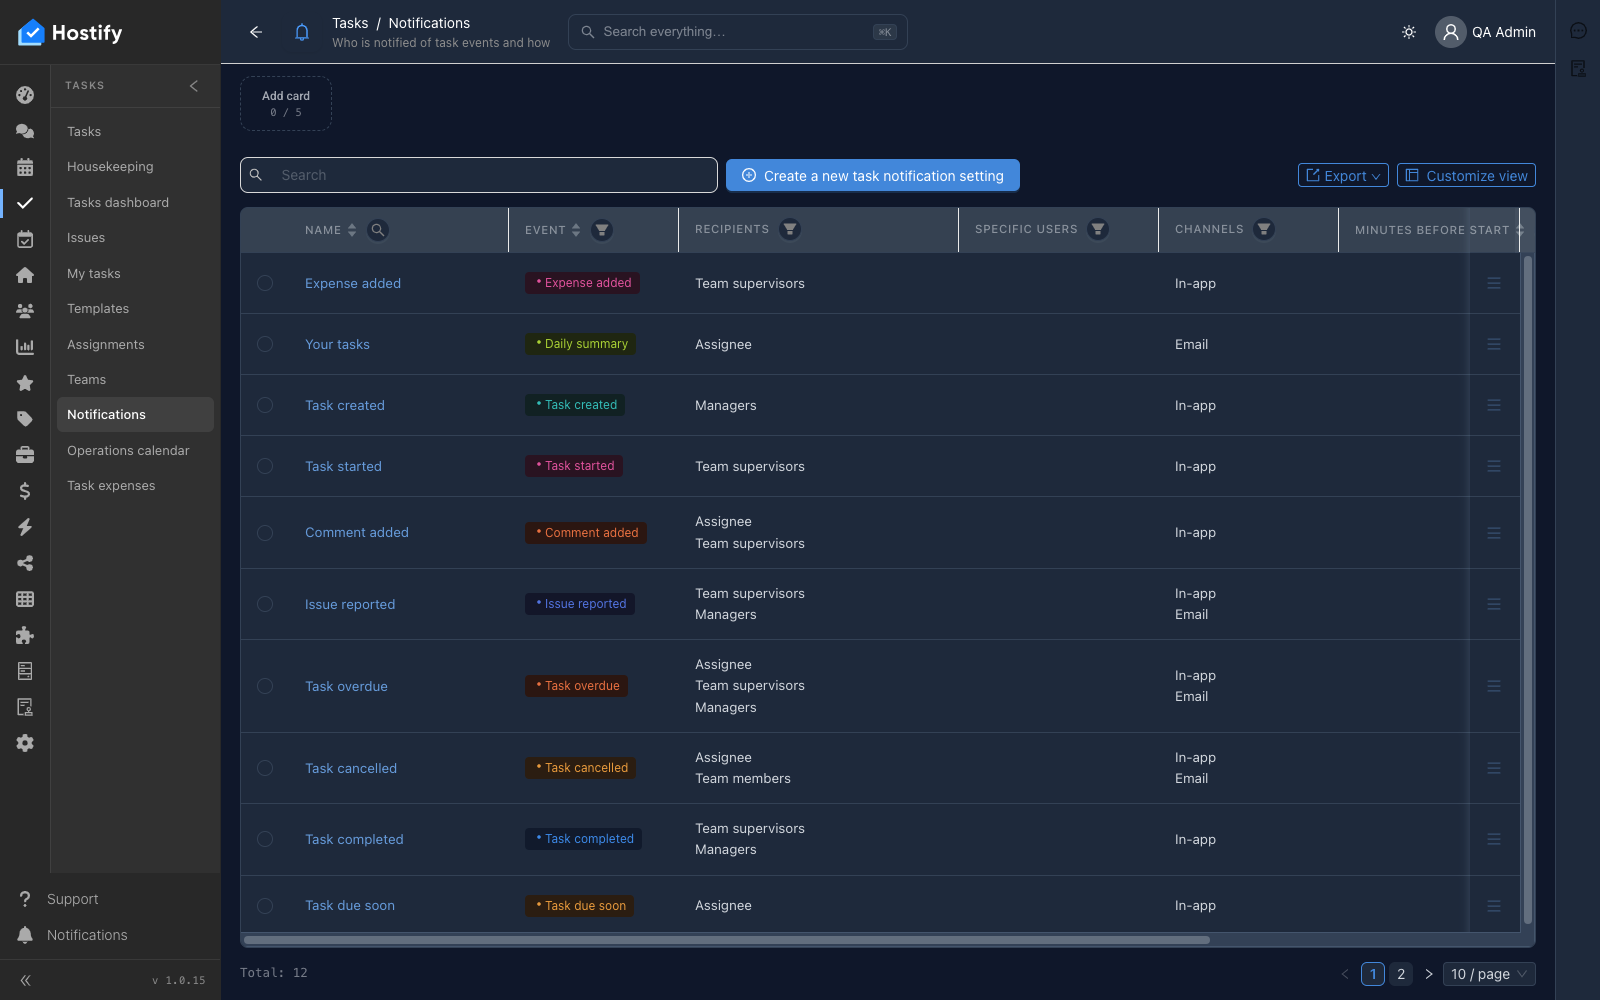 Hostify
Tasks / Notifications
Who is notified of task events and how
Search everything...
⌘K
QA Admin
TASKS
Tasks
Housekeeping
Tasks dashboard
Issues
My tasks
Templates
Assignments
Teams
Notifications
Operations calendar
Task expenses
Support
Notifications
v 1.0.15
Add card
0 / 5
Search
Create a new task notification setting
Export
Customize view
NAME
EVENT
RECIPIENTS
SPECIFIC USERS
CHANNELS
MINUTES BEFORE START
Expense added
Expense added
Team supervisors
In-app
Your tasks
Daily summary
Assignee
Email
Task created
Task created
Managers
In-app
Task started
Task started
Team supervisors
In-app
Comment added
Comment added
Assignee
Team supervisors
In-app
Issue reported
Issue reported
Team supervisors
Managers
In-app
Email
Task overdue
Task overdue
Assignee
Team supervisors
Managers
In-app
Email
Task cancelled
Task cancelled
Assignee
Team members
In-app
Email
Task completed
Task completed
Team supervisors
Managers
In-app
Task due soon
Task due soon
Assignee
In-app
Total: 12
1
2
10 / page